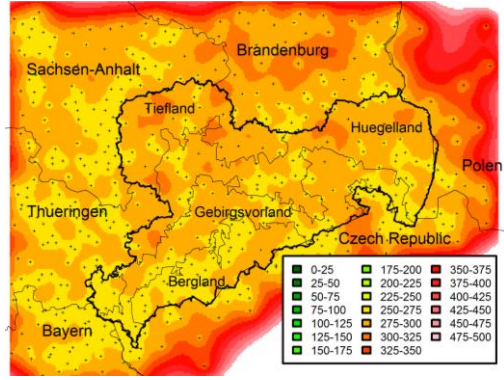 Brandenburg
Sachsen-Anhalt
Tiefland
Huegelland
Polen
Thueringen
Gebirgsvorland
Czech Republic
Bergland
Bayern
0-25
25-50
50-75
75-100
100-125
125-150
150-175
175-200
200-225
225-250
250-275
275-300
300-325
325-350
350-375
375-400
400-425
425-450
450-475
475-500